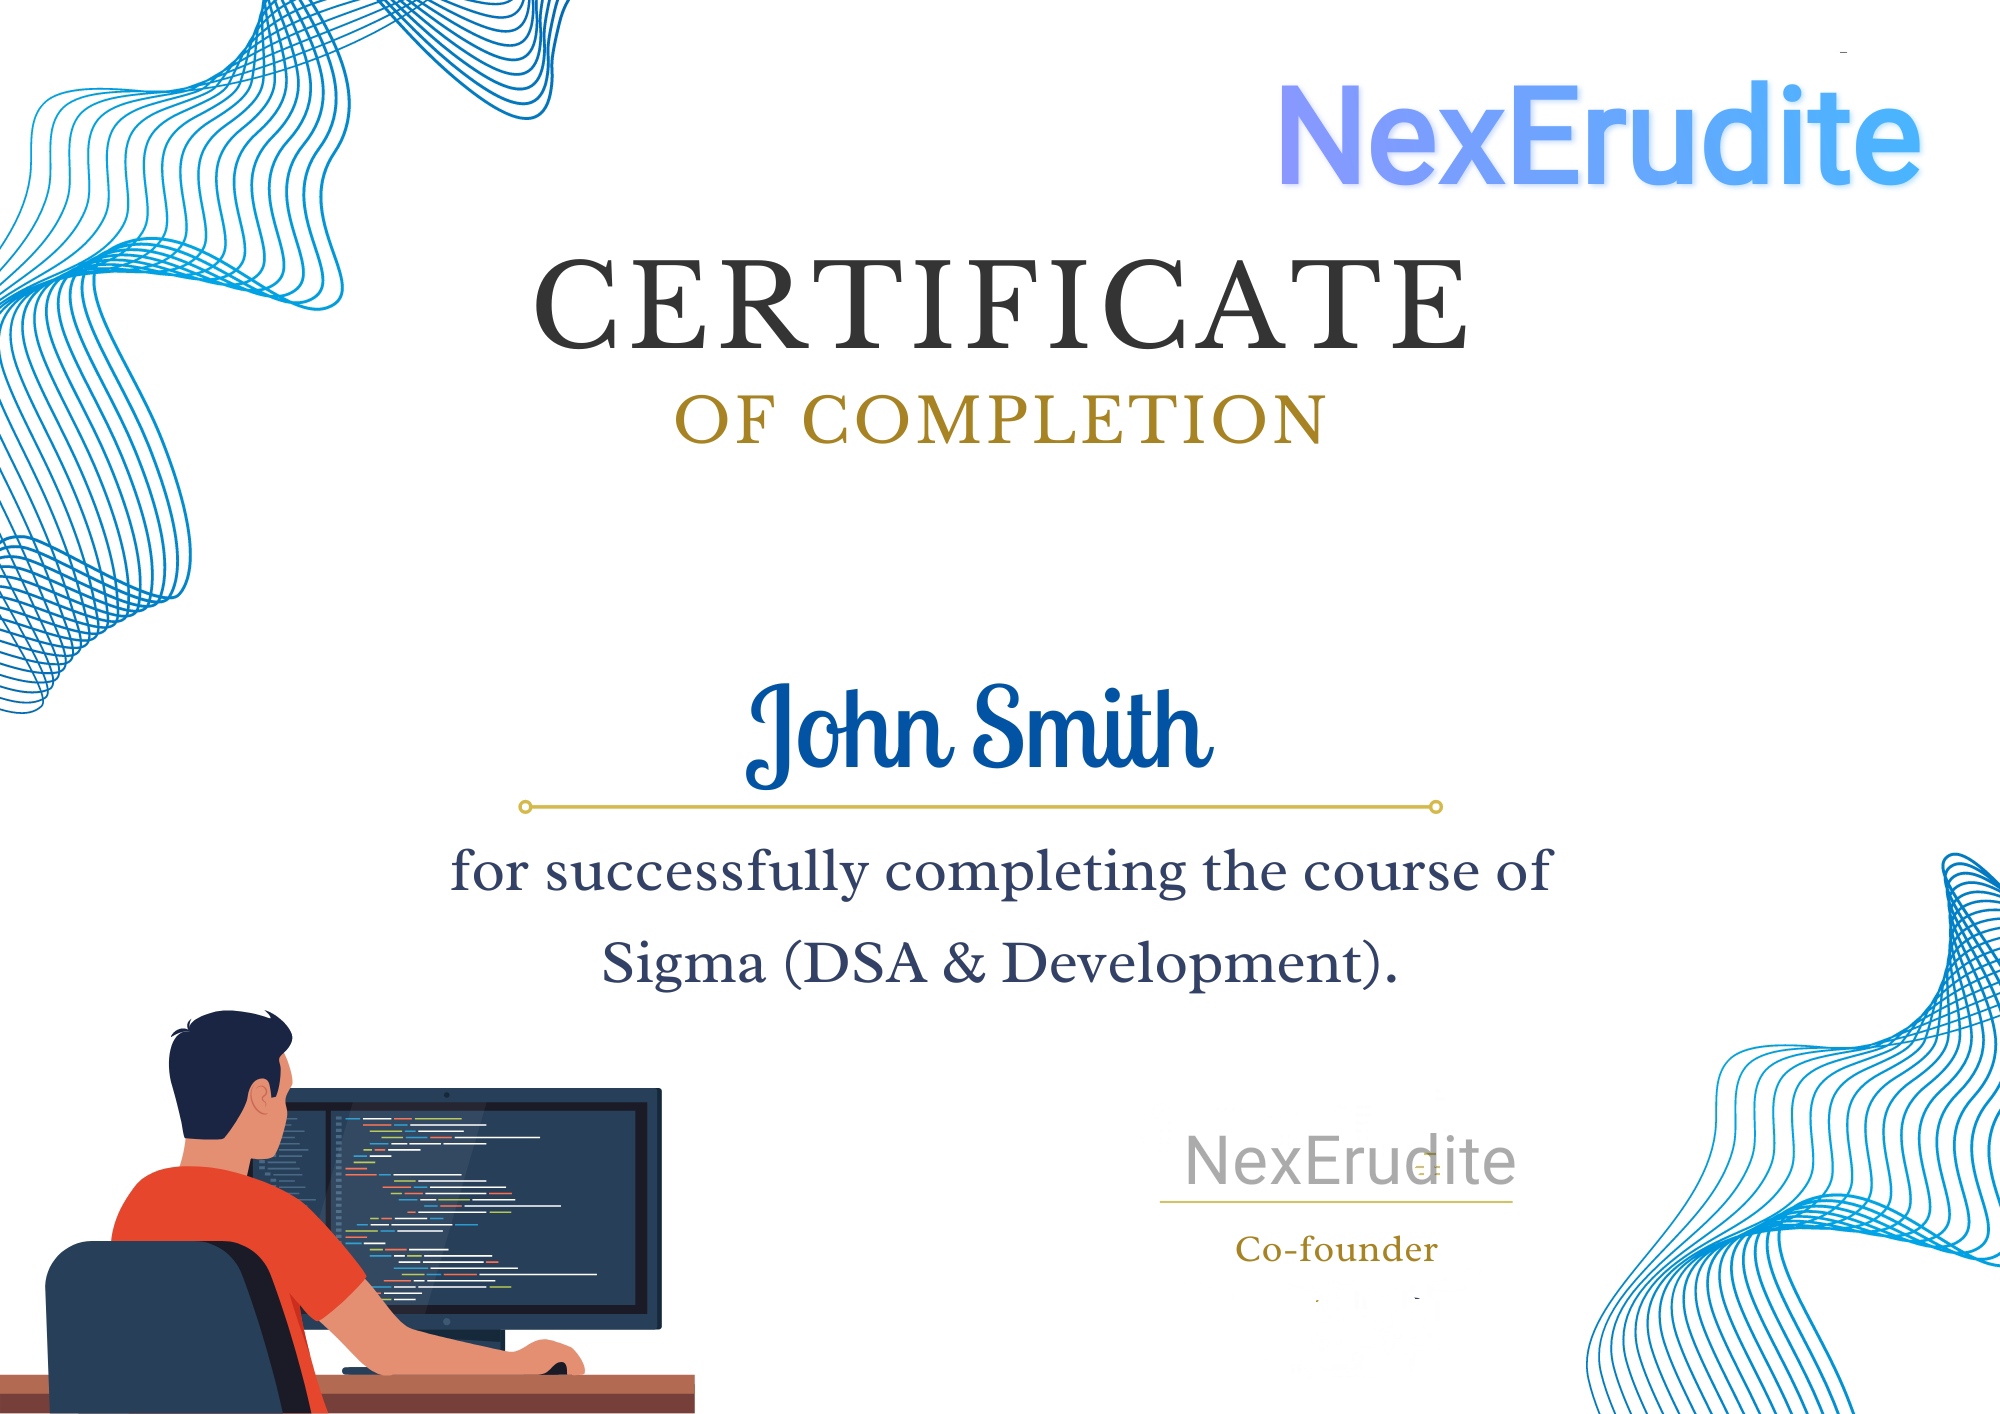 NexErudite
CERTIFICATE
OF COMPLETION
John Smith
for successfully completing the course of
Sigma (DSA & Development).
NexErudite
Co-founder